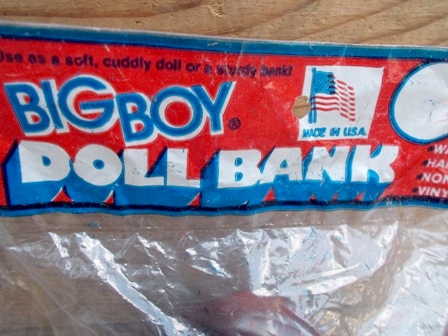 Use as a soft, cuddly doll or a sturdy bank!
BIG BOY®
MADE IN U.S.A.
DOLL BANK